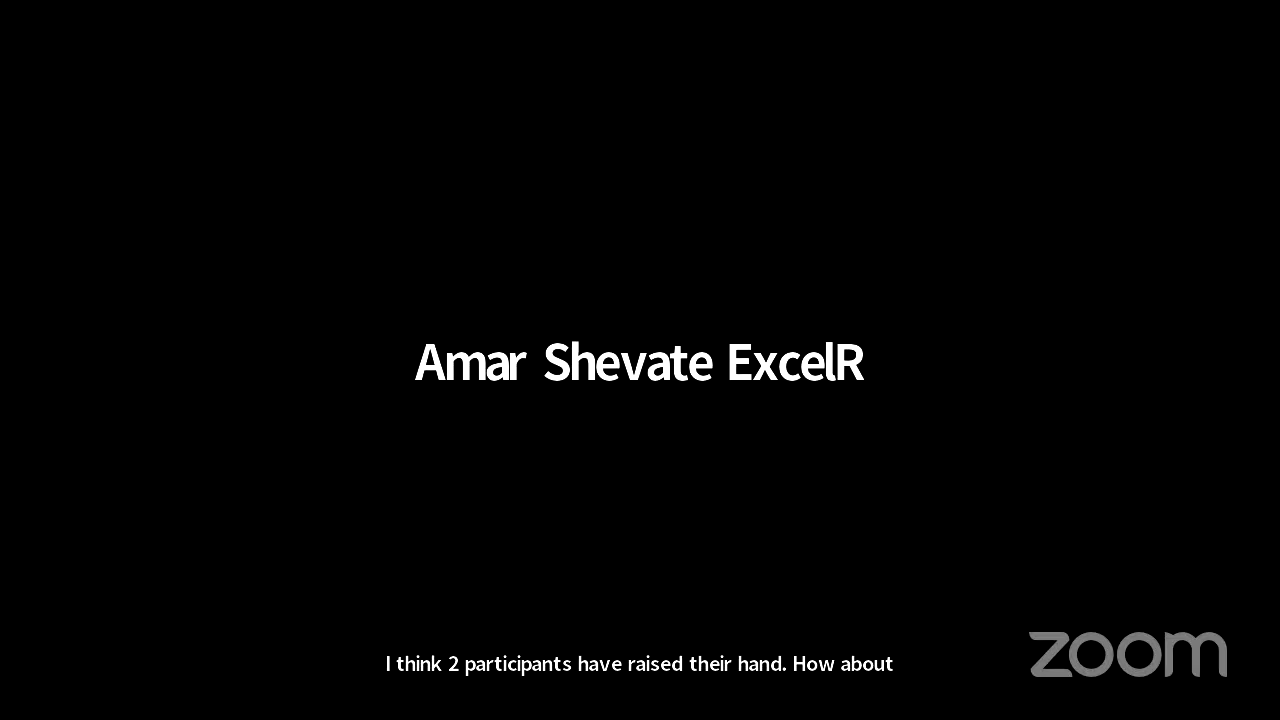 Amar Shevate ExcelR
I think 2 participants have raised their hand. How about
zoom